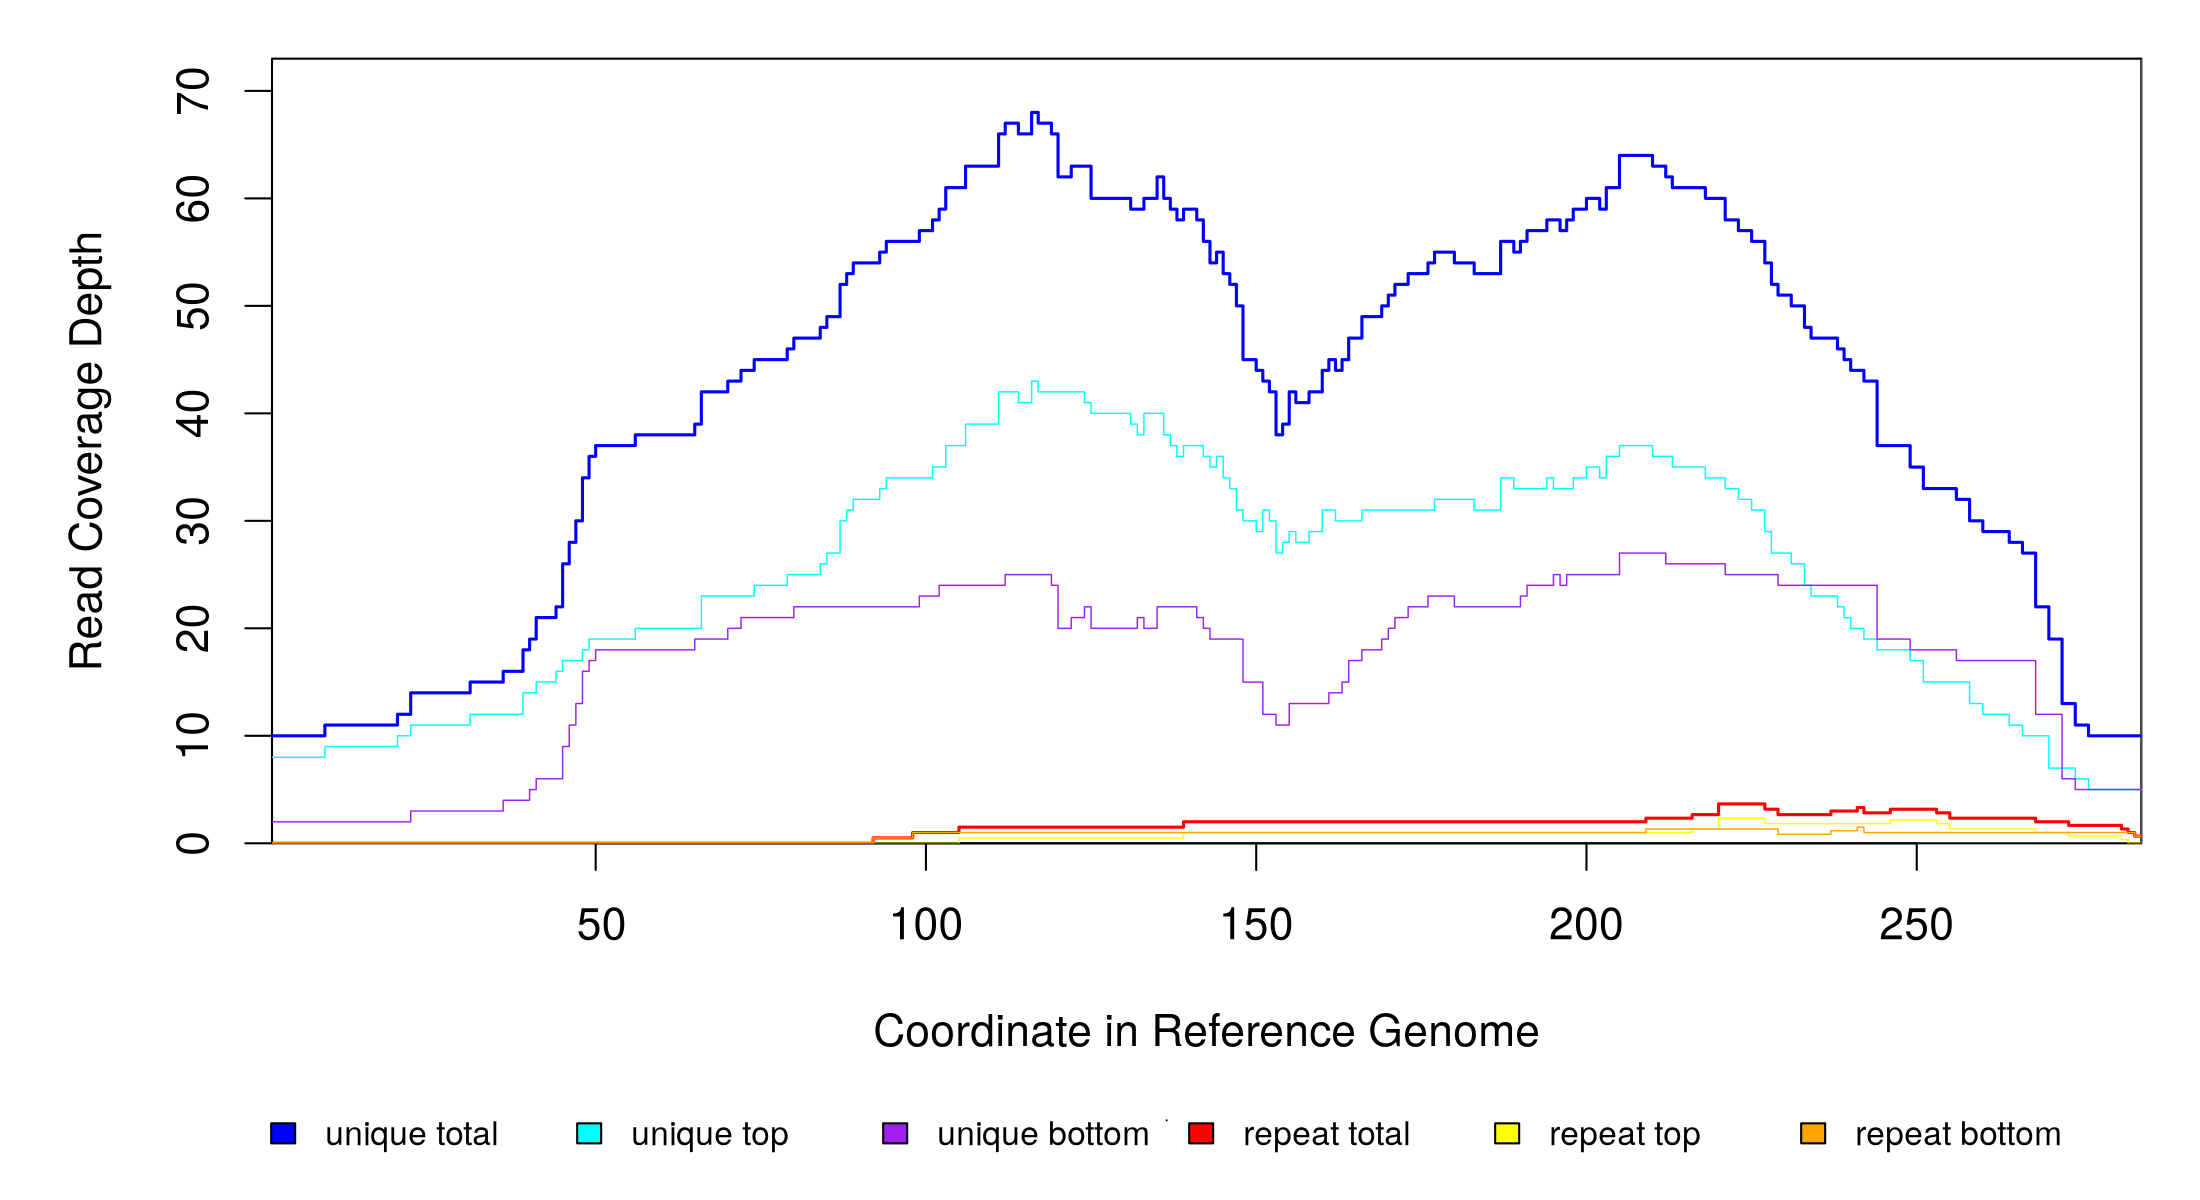 70
60
50
40
30
20
10
0
Read Coverage Depth
50 100 150 200 250
Coordinate in Reference Genome
unique total unique top unique bottom repeat total repeat top repeat bottom